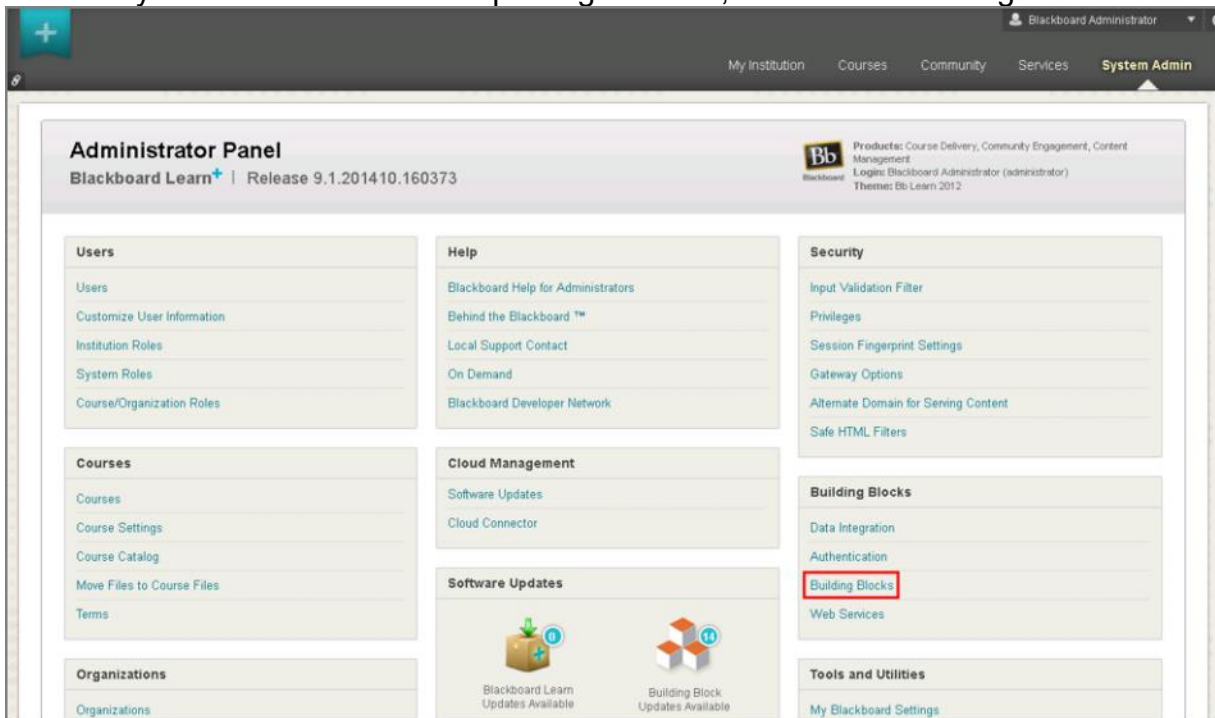 Blackboard Administrator
My Institution Courses Community Services System Admin
Administrator Panel
Blackboard Learn+ | Release 9.1.201410.160373
Bb
Blackboard
Products: Course Delivery, Community Engagement, Content
Management
Login: Blackboard Administrator (administrator)
Theme: Bb Learn 2012
Users
Users
Customize User Information
Institution Roles
System Roles
Course/Organization Roles
Courses
Courses
Course Settings
Course Catalog
Move Files to Course Files
Terms
Organizations
Organizations
Help
Blackboard Help for Administrators
Behind the Blackboard ™
Local Support Contact
On Demand
Blackboard Developer Network
Cloud Management
Software Updates
Cloud Connector
Software Updates
0
Blackboard Learn
Updates Available
14
Building Block
Updates Available
Security
Input Validation Filter
Privileges
Session Fingerprint Settings
Gateway Options
Alternate Domain for Serving Content
Safe HTML Filters
Building Blocks
Data Integration
Authentication
Building Blocks
Web Services
Tools and Utilities
My Blackboard Settings